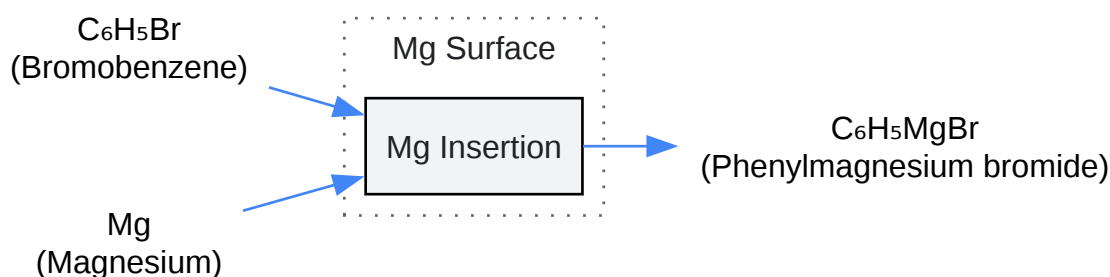 C₆H₅Br
(Bromobenzene)
Mg Surface
Mg Insertion
C₆H₅MgBr
(Phenylmagnesium bromide)
Mg
(Magnesium)